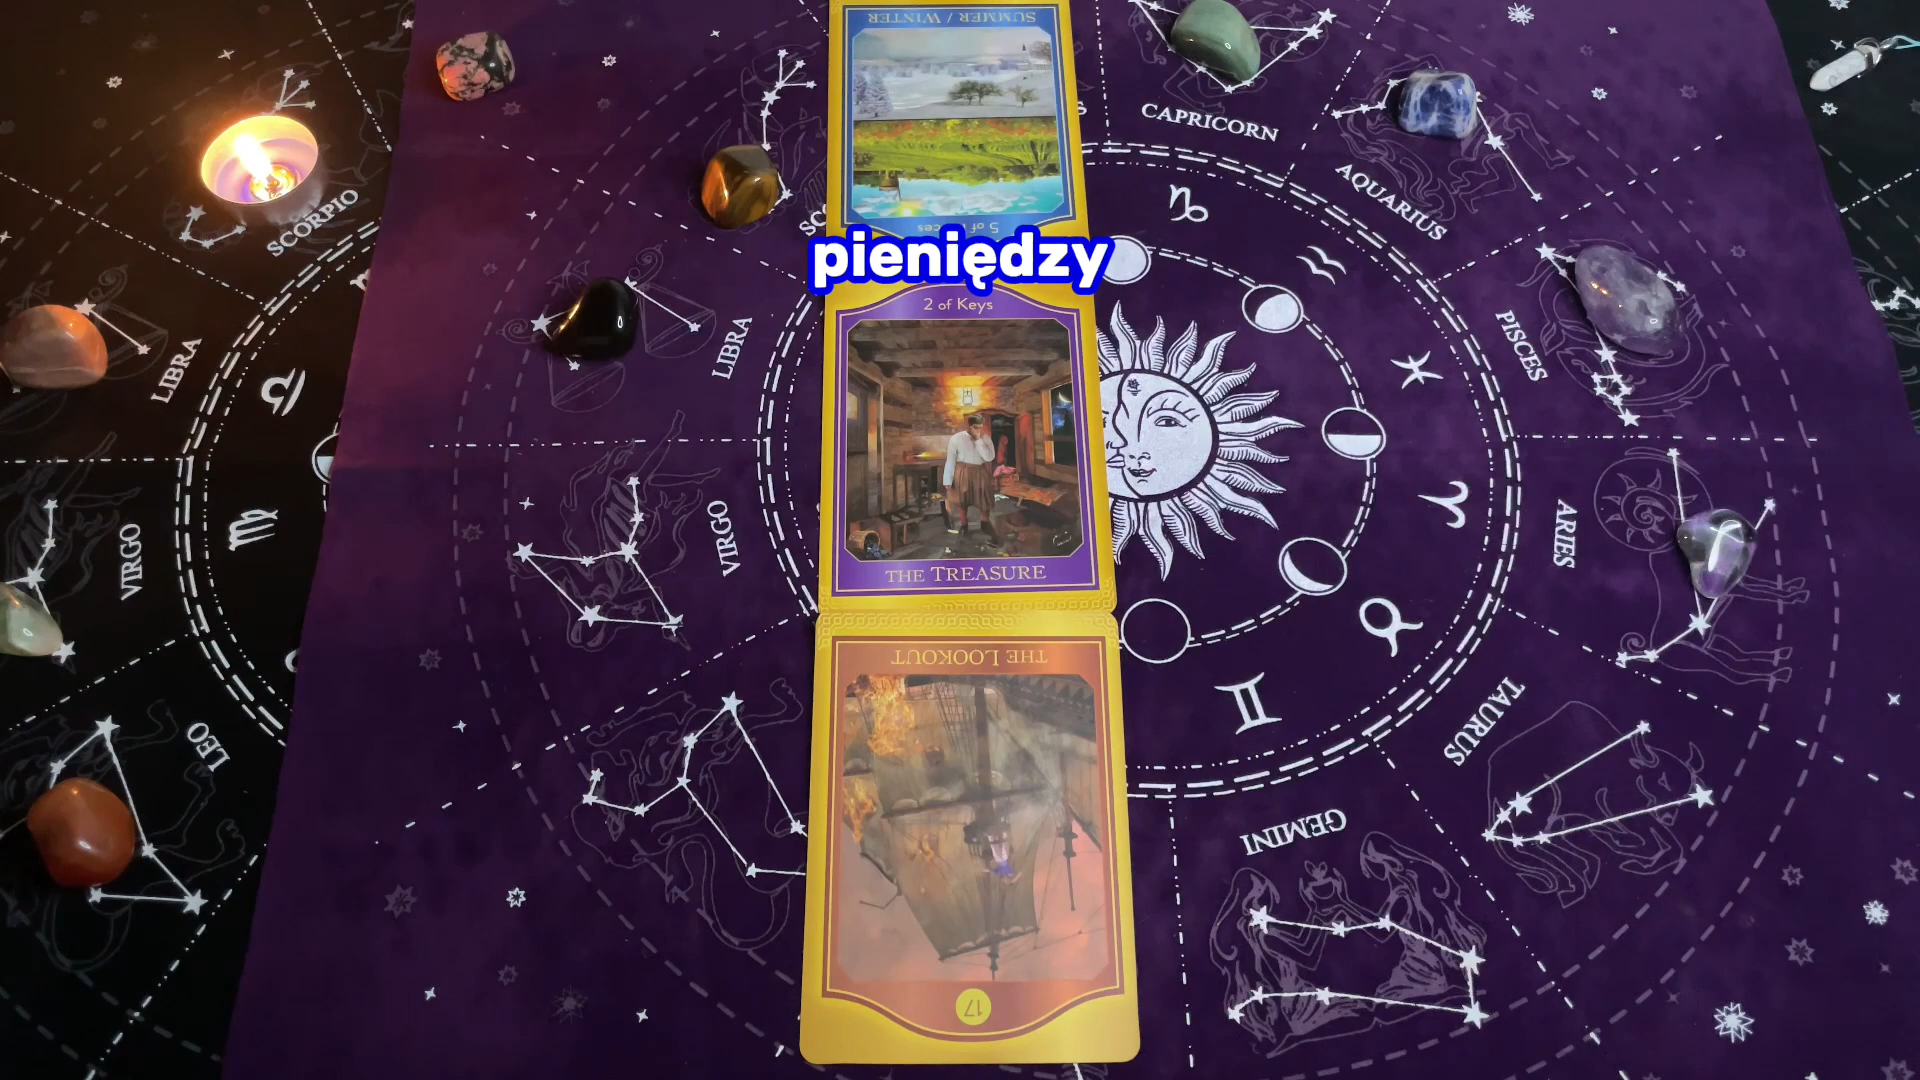 SUMMER / WINTER
5 of
pieniędzy
2 of Keys
THE TREASURE
THE LOOKOUT
17
CAPRICORN
AQUARIUS
PISCES
ARIES
TAURUS
GEMINI
SCORPIO
LIBRA
VIRGO
LEO
SC
LIBRA
VIRGO